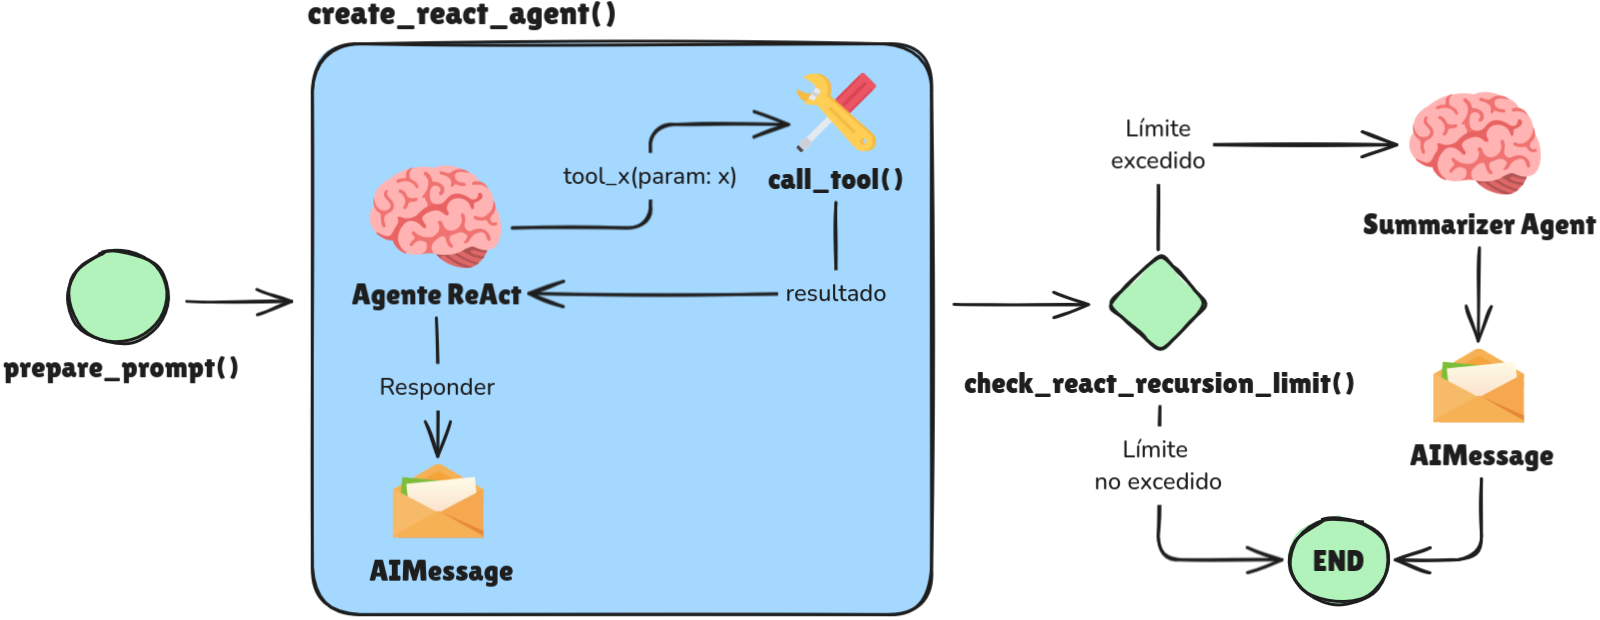 create_react_agent()
tool_x(param: x)
call_tool()
Agente ReAct
resultado
Responder
AIMessage
prepare_prompt()
Límite
excedido
Summarizer Agent
check_react_recursion_limit()
Límite
no excedido
AIMessage
END